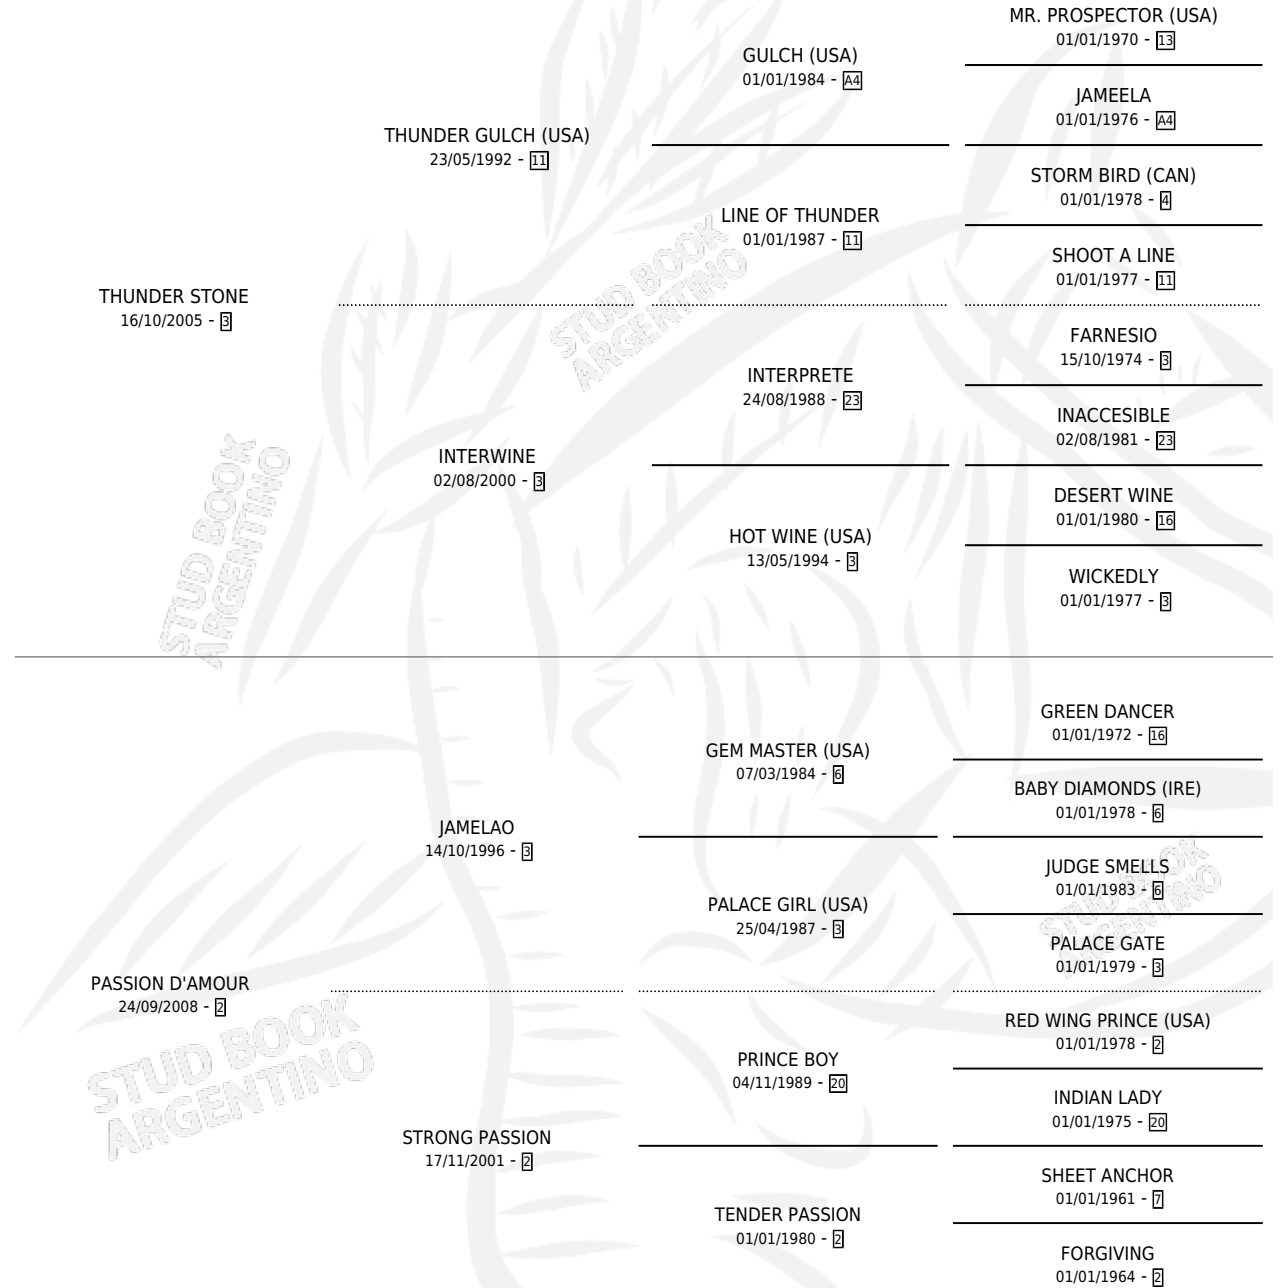 MR. PROSPECTOR (USA)
01/01/1970 - 13
GULCH (USA)
01/01/1984 - A4
JAMEELA
01/01/1976 - A4
THUNDER GULCH (USA)
23/05/1992 - 11
STORM BIRD (CAN)
01/01/1978 - 4
LINE OF THUNDER
01/01/1987 - 11
SHOOT A LINE
01/01/1977 - 11
THUNDER STONE
16/10/2005 - 3
STUD BOOK
ARGENTINO
FARNESIO
15/10/1974 - 3
INTERPRETE
24/08/1988 - 23
INACCESIBLE
02/08/1981 - 23
INTERWINE
02/08/2000 - 3
DESERT WINE
01/01/1980 - 16
HOT WINE (USA)
13/05/1994 - 3
WICKEDLY
01/01/1977 - 3
STUD BOOK
ARGENTINO
GREEN DANCER
01/01/1972 - 16
GEM MASTER (USA)
07/03/1984 - 6
BABY DIAMONDS (IRE)
01/01/1978 - 6
JAMELAO
14/10/1996 - 3
JUDGE SMELLS
01/01/1983 - 6
PALACE GIRL (USA)
25/04/1987 - 3
PALACE GATE
01/01/1979 - 3
STUD BOOK
ARGENTINO
PASSION D'AMOUR
24/09/2008 - 2
STUD BOOK
ARGENTINO
RED WING PRINCE (USA)
01/01/1978 - 2
PRINCE BOY
04/11/1989 - 20
INDIAN LADY
01/01/1975 - 20
STRONG PASSION
17/11/2001 - 2
SHEET ANCHOR
01/01/1961 - 7
TENDER PASSION
01/01/1980 - 2
FORGIVING
01/01/1964 - 2